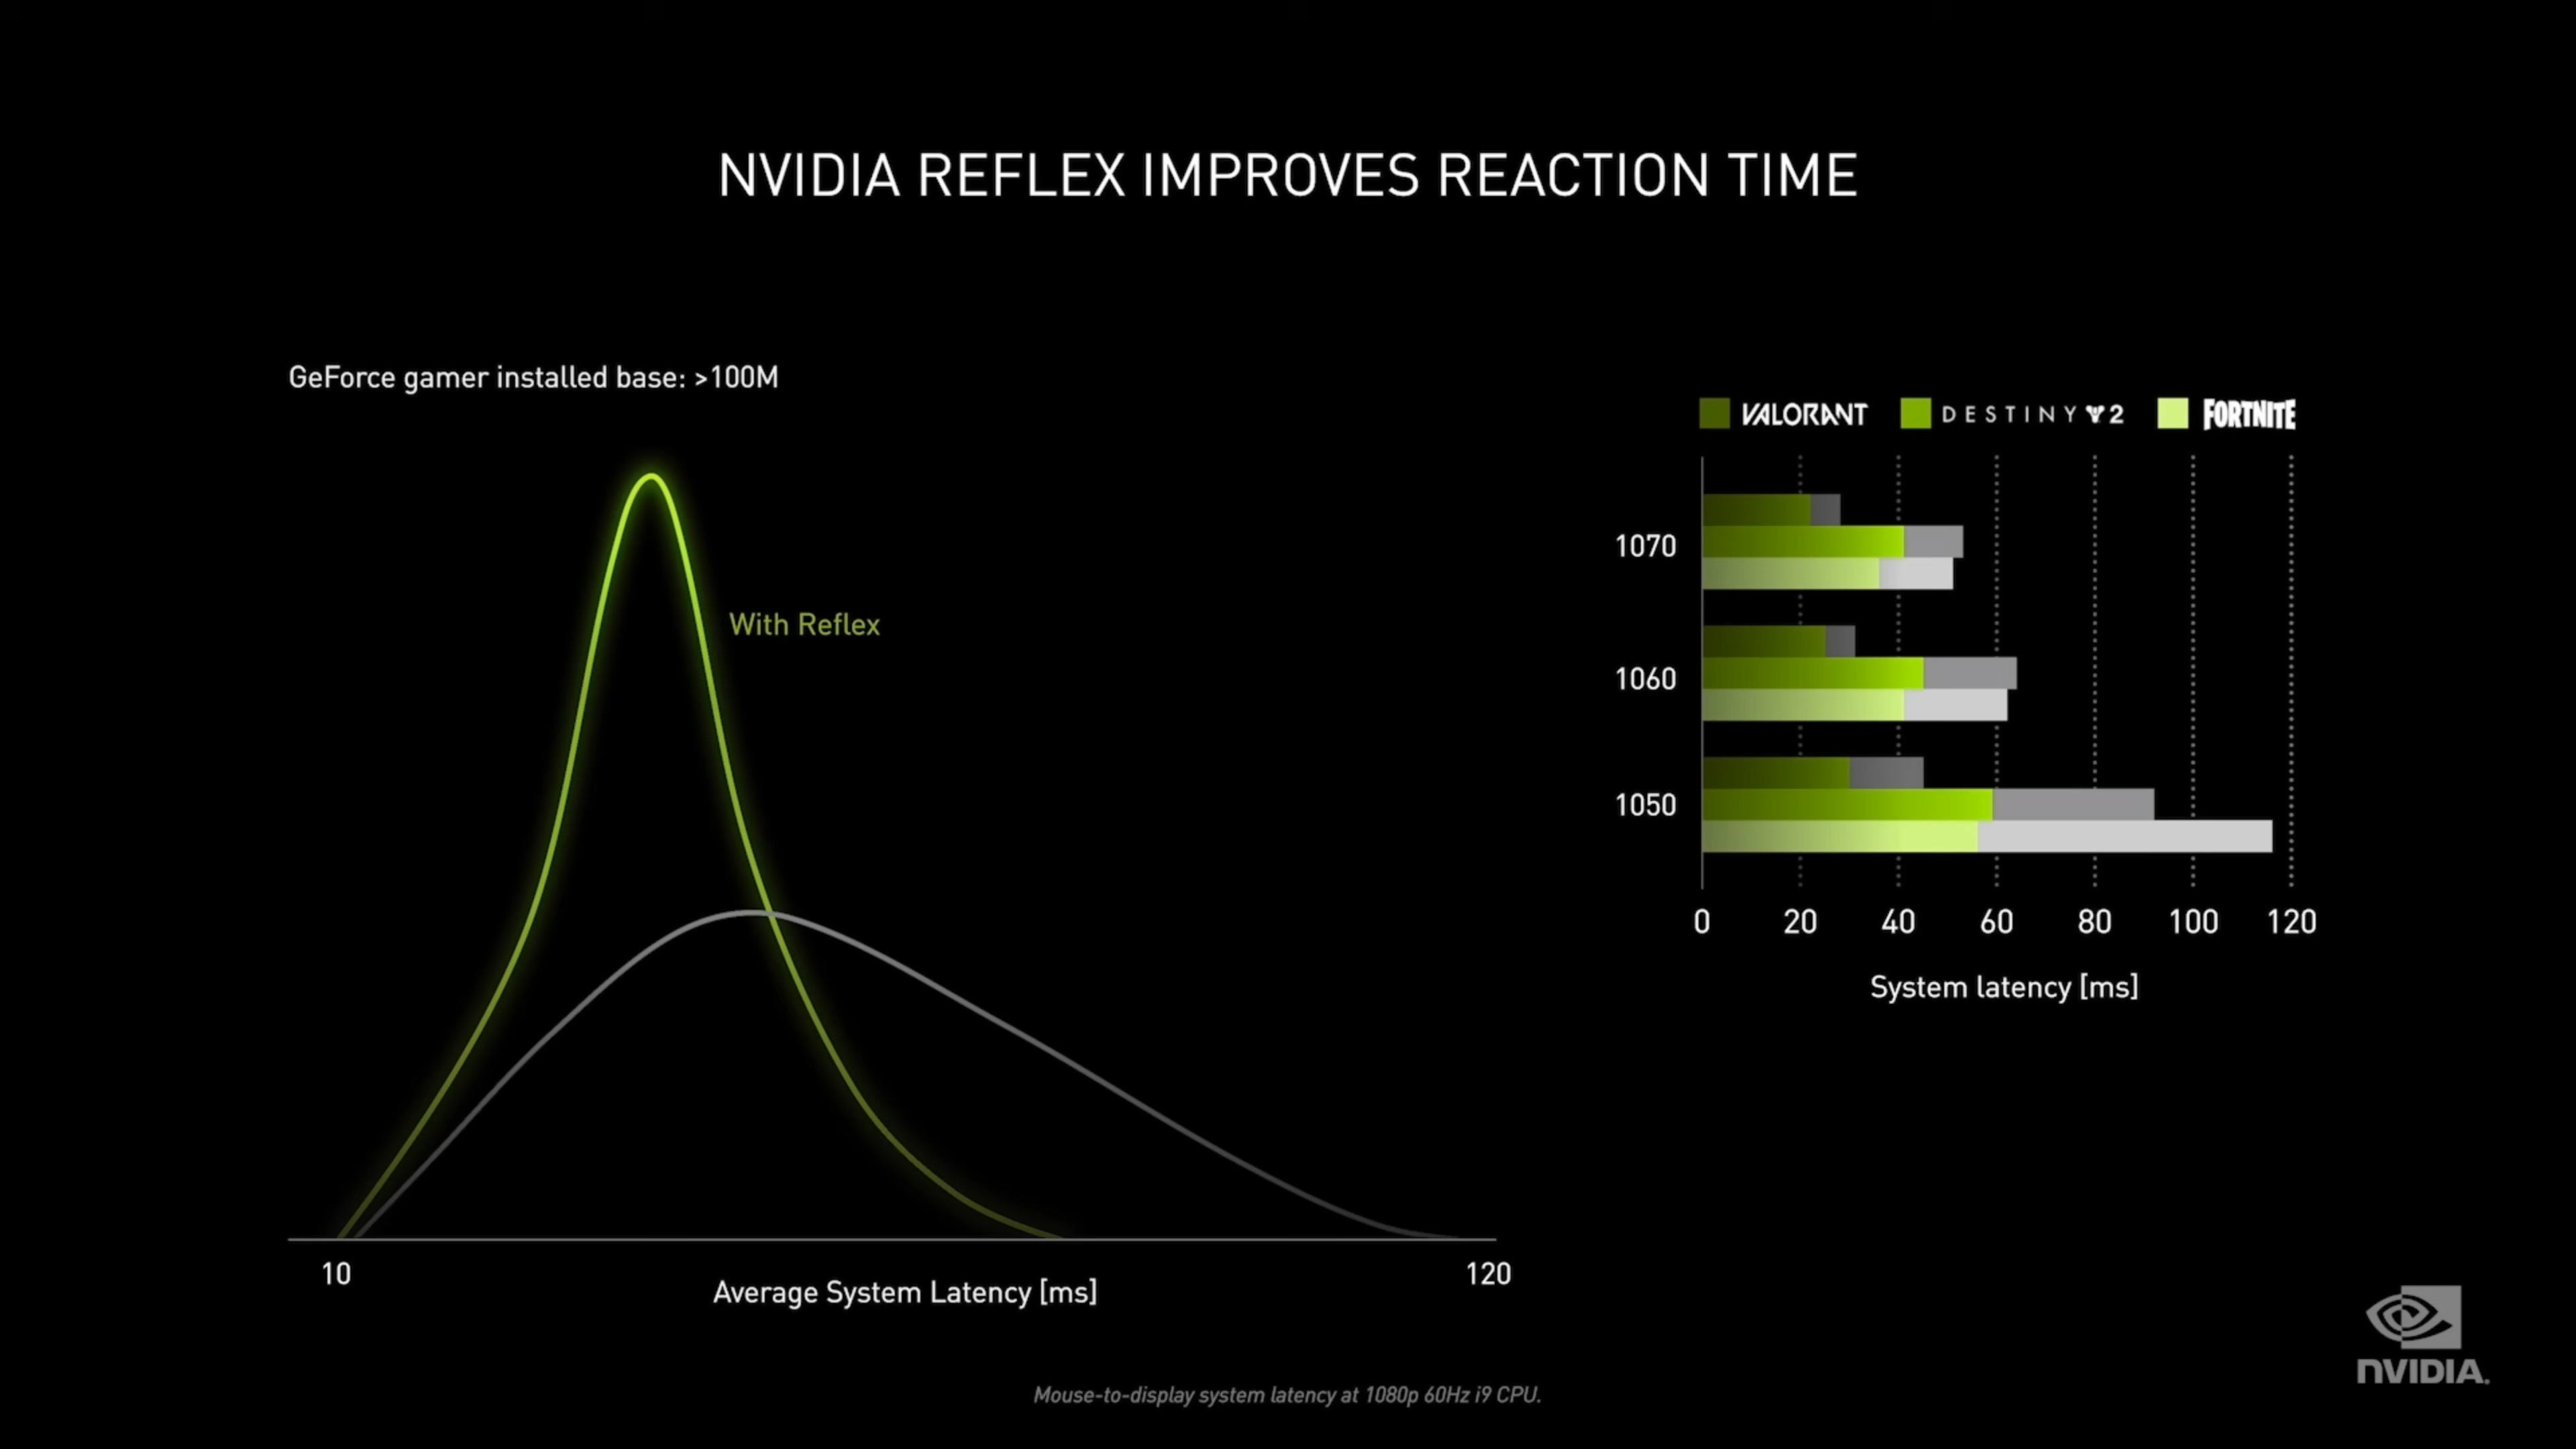 NVIDIA REFLEX IMPROVES REACTION TIME
GeForce gamer installed base: >100M
With Reflex
10
120
Average System Latency [ms]
VALORANT DESTINY 2 FORTNITE
1070
1060
1050
0 20 40 60 80 100 120
System latency [ms]
Mouse-to-display system latency at 1080p 60Hz i9 CPU.
NVIDIA.